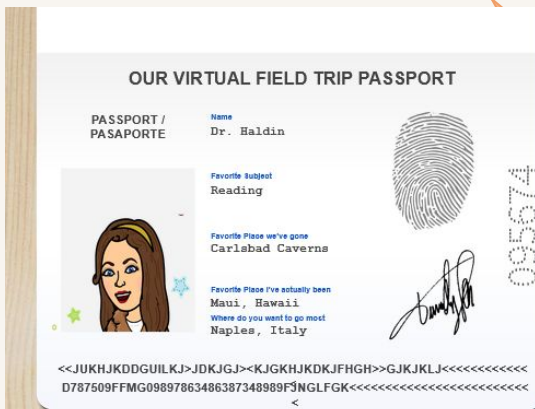 OUR VIRTUAL FIELD TRIP PASSPORT
PASSPORT /
PASAPORTE
Name
Dr. Haldin
Favorite Subject
Reading
Favorite Place we've gone
Carlsbad Caverns
Favorite Place I've actually been
Maui, Hawaii
Where do you want to go most
Naples, Italy
095674
<<JUKHJKDDGUILKJ>JDKJGJ><KJGKHJKDKJFHGH>>GJKJKLJ<<<<<<<<<<<<